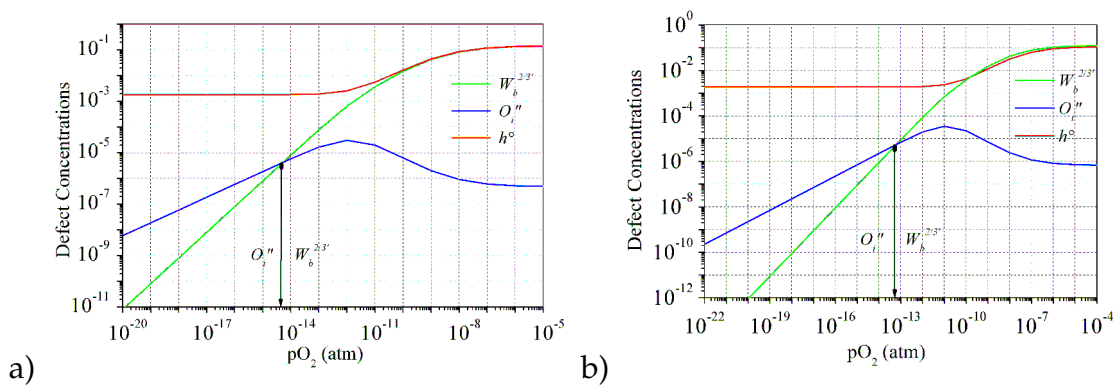 10^-1
10^-3
10^-5
10^-7
10^-9
10^-11
Defect Concentrations
W_b^2/3'
O_i''
h°
O_i'' W_b^2/3'
10^-20 10^-17 10^-14 10^-11 10^-8 10^-5
pO_2 (atm)
a)
10^0
10^-2
10^-4
10^-6
10^-8
10^-10
10^-12
Defect Concentrations
W_b^2/3'
O_i''
h°
O_i'' W_b^2/3'
10^-22 10^-19 10^-16 10^-13 10^-10 10^-7 10^-4
pO_2 (atm)
b)